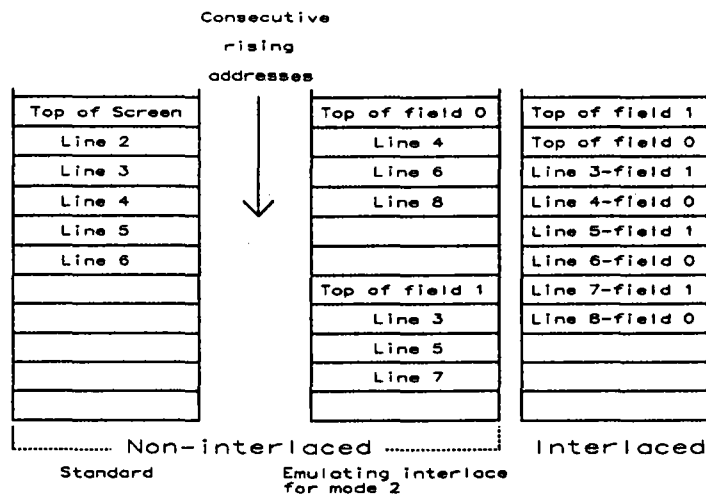 Consecutive
rising
addresses
Top of Screen
Line 2
Line 3
Line 4
Line 5
Line 6
Top of field 0
Line 4
Line 6
Line 8
Top of field 1
Line 3
Line 5
Line 7
Top of field 1
Top of field 0
Line 3-field 1
Line 4-field 0
Line 5-field 1
Line 6-field 0
Line 7-field 1
Line 8-field 0
Non-interlaced
Interlaced
Standard
Emulating interlace
for mode 2